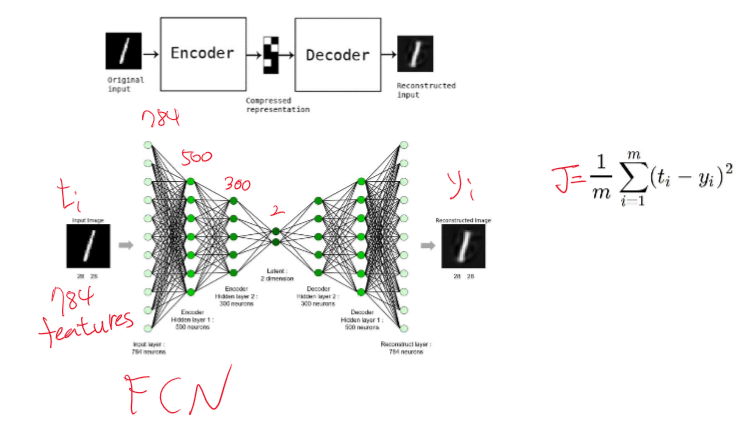 Encoder
Decoder
Original
input
Compressed
representation
Reconstructed
input
784
500
300
2
t_i
y_i
J = \frac{1}{m} \sum_{i=1}^{m} (t_i - y_i)^2
Input Image
28 28
784
features
Reconstructed Image
28 28
Latent :
2 dimension
Encoder
Hidden layer 2 :
300 neurons
Decoder
Hidden layer 2 :
300 neurons
Encoder
Hidden layer 1 :
500 neurons
Decoder
Hidden layer 1 :
500 neurons
Input layer :
784 neurons
Reconstruct layer :
784 neurons
FCN